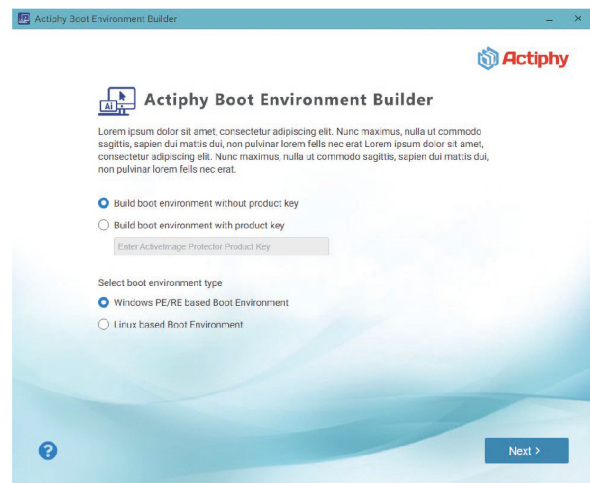 Actiphy Boot Environment Builder
Actiphy
Ai
Actiphy Boot Environment Builder
Lorem ipsum dolor sit amet, consectetur adipiscing elit. Nunc maximus, nulla ut commodo
sagittis, sapien dui mattis dui, non pulvinar lorem fells nec erat Lorem ipsum dolor sit amet,
consectetur adipiscing elit. Nunc maximus, nulla ut commodo sagittis, sapien dui mattis dui,
non pulvinar lorem fells nec erat.
Build boot environment without product key
Build boot environment with product key
Enter ActiveImage Protector Product Key
Select boot environment type
Windows PE/RE based Boot Environment
Linux based Boot Environment
?
Next >